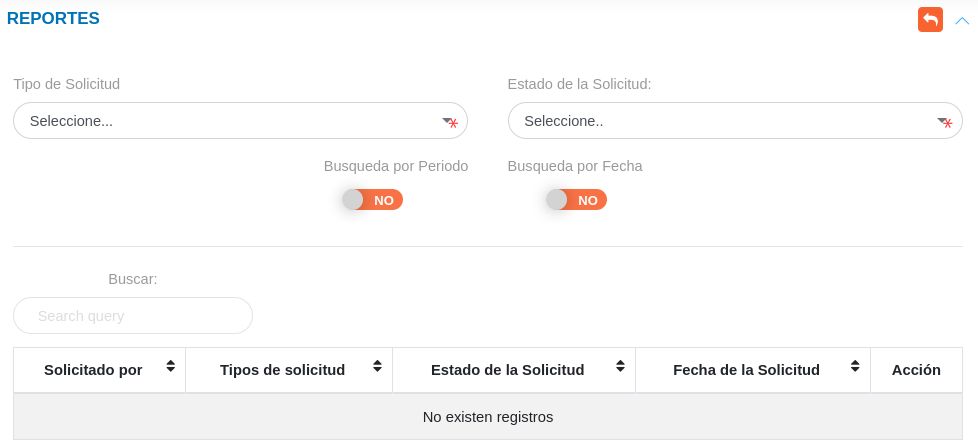 REPORTES
Tipo de Solicitud Estado de la Solicitud:
Seleccione... Seleccione..
Busqueda por Periodo Busqueda por Fecha
NO NO
Buscar:
Search query
Solicitado por Tipos de solicitud Estado de la Solicitud Fecha de la Solicitud Acción
No existen registros